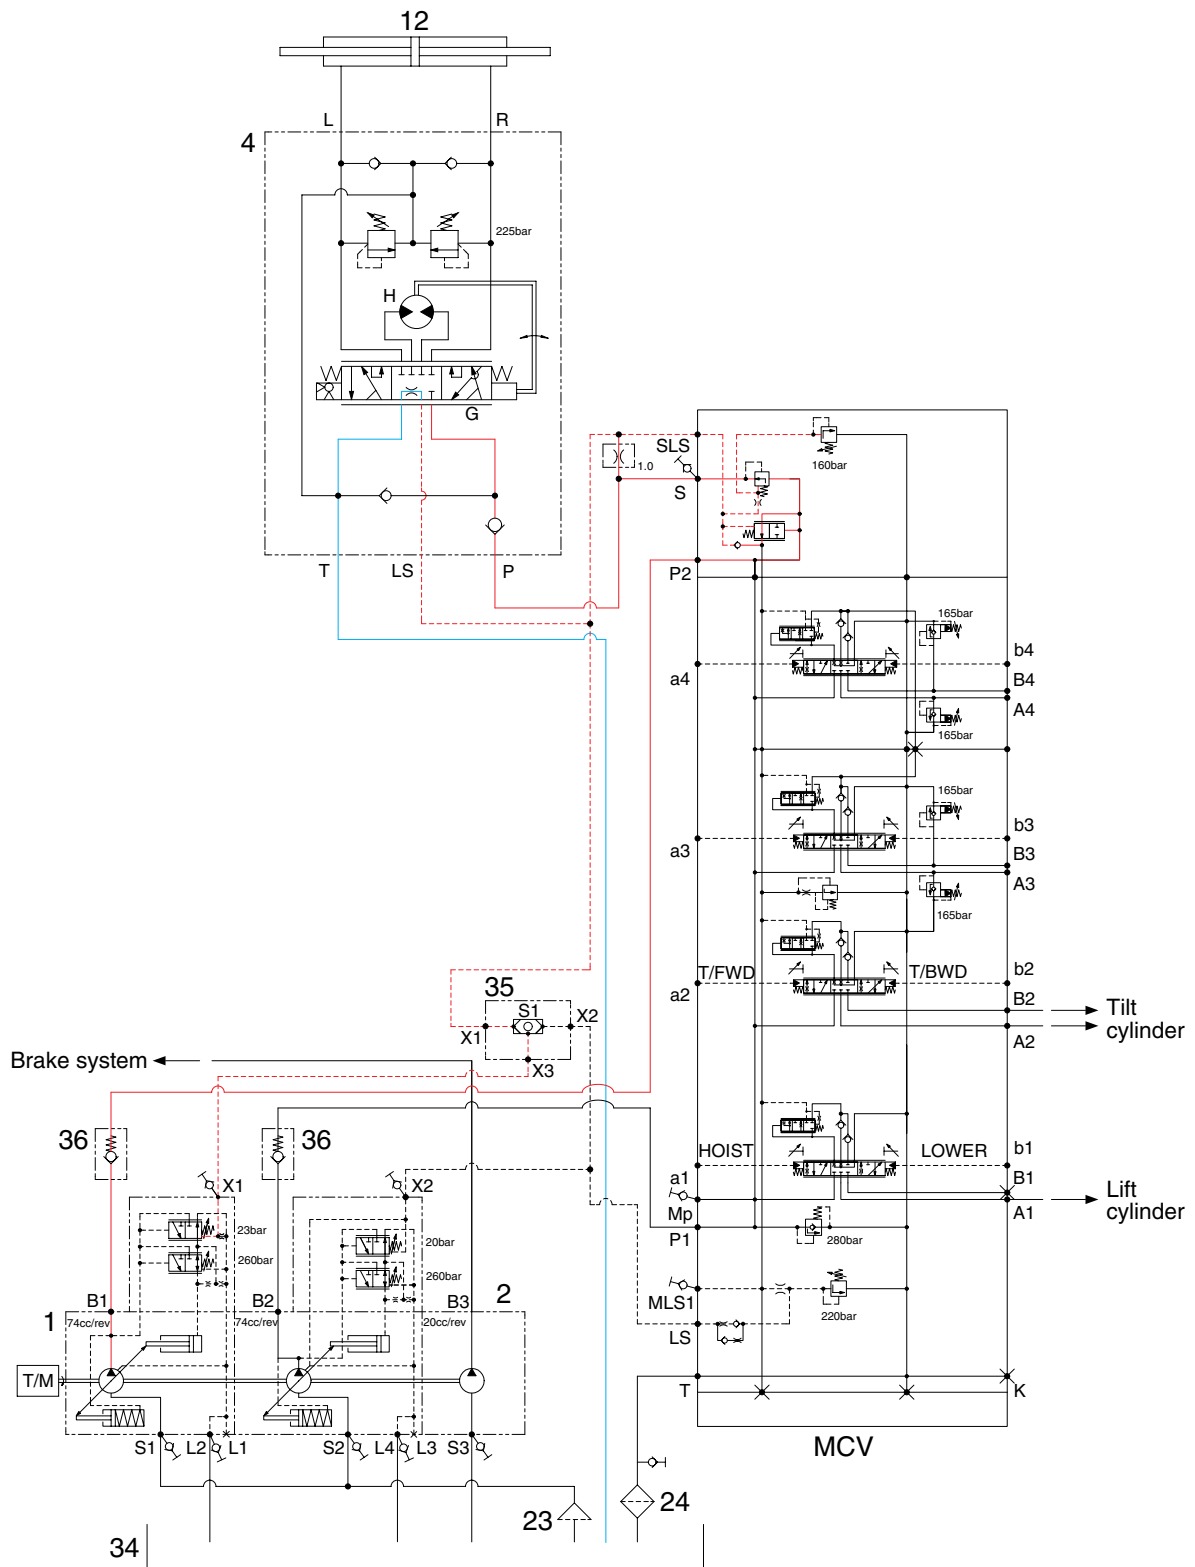 12
L
R
4
225bar
H
G
SLS
160bar
1.0
S
T
LS
P
P2
165bar
b4
a4
B4
A4
165bar
165bar
b3
a3
B3
A3
165bar
T/FWD
T/BWD
b2
a2
35
B2
S1
X2
Tilt
cylinder
X1
A2
Brake system
X3
36
36
HOIST
LOWER
b1
a1
B1
X1
X2
Lift
cylinder
Mp
A1
23bar
P1
20bar
280bar
260bar
260bar
MLS1
B1
B2
B3
2
220bar
1
74cc/rev
74cc/rev
20cc/rev
LS
T/M
T
K
S1
L2
L1
S2
L4
L3
S3
MCV
23
24
34